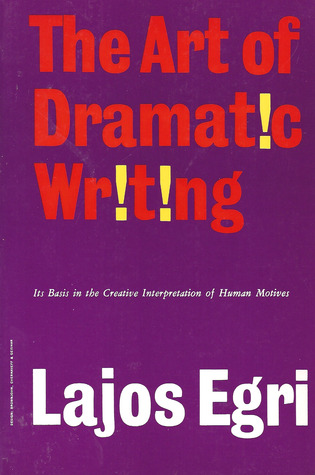 The Art of
Dramat!c
Wr!t!ng
Its Basis in the Creative Interpretation of Human Motives
Lajos Egri